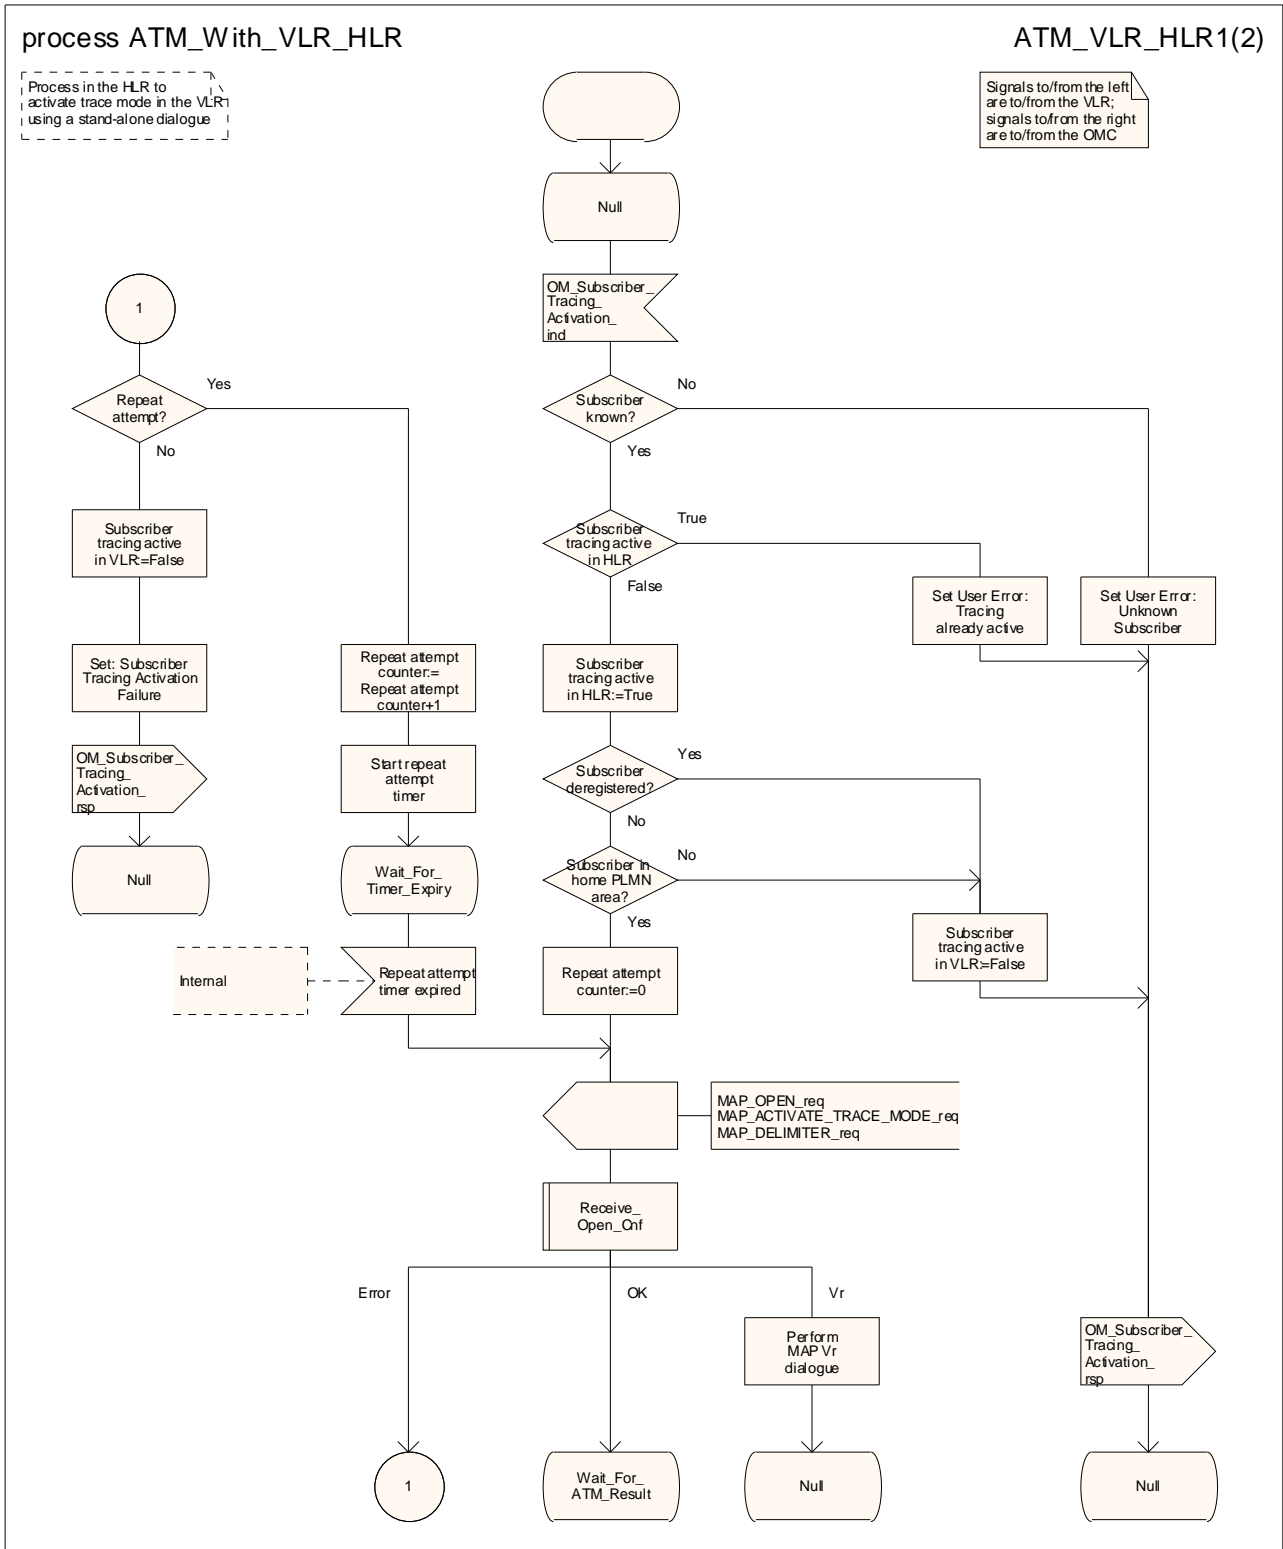 process ATM_With_VLR_HLR
ATM_VLR_HLR1(2)
Process in the HLR to
activate trace mode in the VLR
using a stand-alone dialogue
Signals to/from the left
are to/from the VLR;
signals to/from the right
are to/from the OMC
Null
OM_Subscriber_
Tracing_
Activation_
ind
1
Repeat
attempt?
Yes
No
Subscriber
known?
No
Yes
Subscriber
tracing active
in VLR:=False
Subscriber
tracing active
in HLR
True
False
Set User Error:
Tracing
already active
Set User Error:
Unknown
Subscriber
Set: Subscriber
Tracing Activation
Failure
Repeat attempt
counter:=
Repeat attempt
counter+1
Subscriber
tracing active
in HLR:=True
OM_Subscriber_
Tracing_
Activation_
rsp
Start repeat
attempt
timer
Subscriber
deregistered?
Yes
No
Null
Wait_For_
Timer_Expiry
Subscriber in
home PLMN
area?
No
Yes
Subscriber
tracing active
in VLR:=False
Internal
Repeat attempt
timer expired
Repeat attempt
counter:=0
MAP_OPEN_req
MAP_ACTIVATE_TRACE_MODE_req
MAP_DELIMITER_req
Receive_
Open_Cnf
Error
OK
Vr
Perform
MAP Vr
dialogue
OM_Subscriber_
Tracing_
Activation_
rsp
1
Wait_For_
ATM_Result
Null
Null